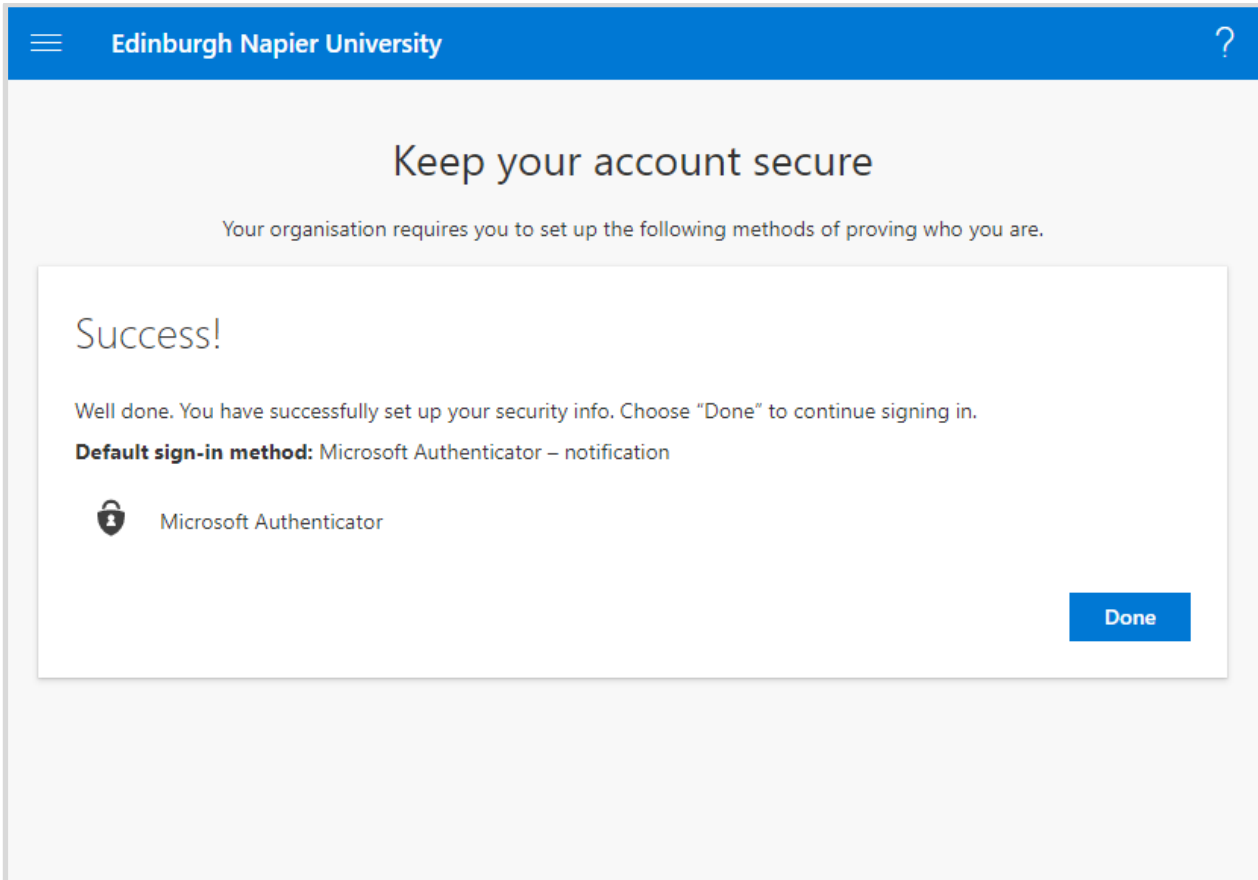 Edinburgh Napier University
?
Keep your account secure
Your organisation requires you to set up the following methods of proving who you are.
Success!
Well done. You have successfully set up your security info. Choose “Done” to continue signing in.
Default sign-in method: Microsoft Authenticator – notification
Microsoft Authenticator
Done